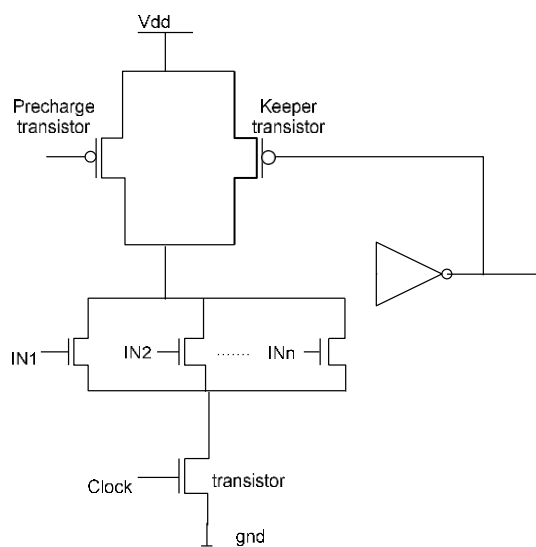 Vdd
Precharge
transistor
Keeper
transistor
IN1
IN2
.......
INn
Clock
transistor
gnd